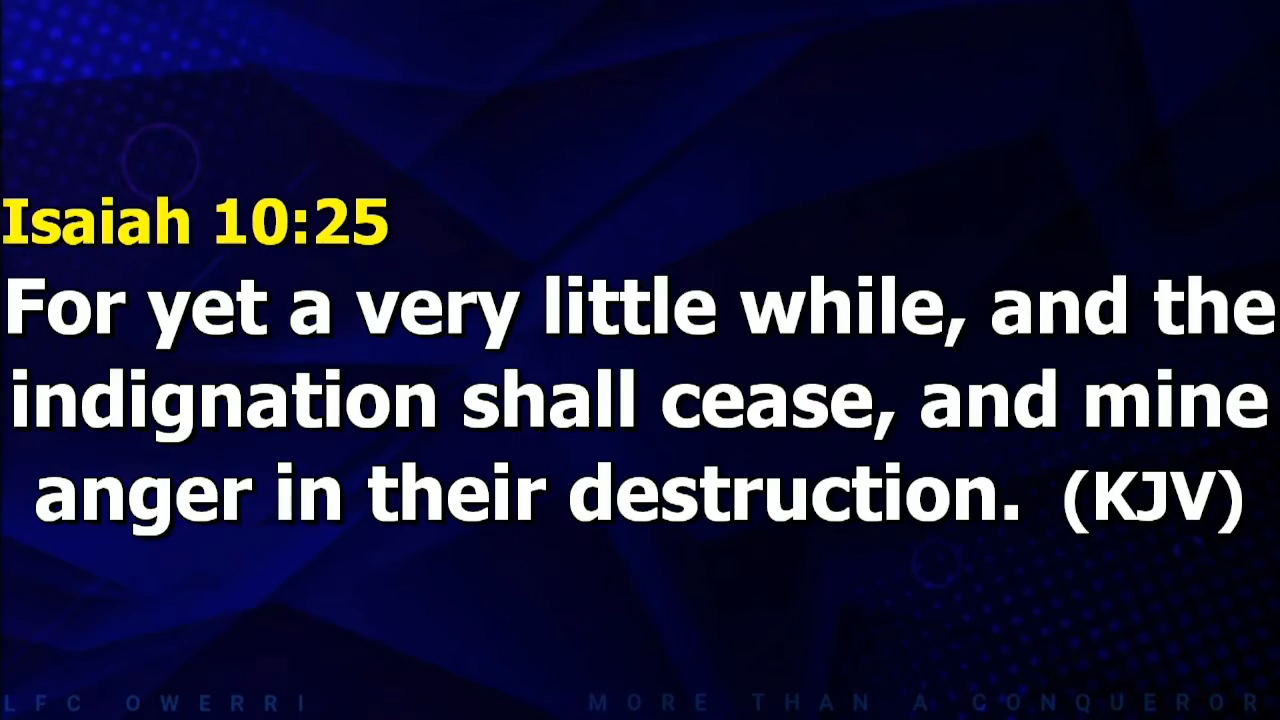 Isaiah 10:25
For yet a very little while, and the
indignation shall cease, and mine
anger in their destruction. (KJV)
LFC OWERRI MORE THAN A CONQUEROR